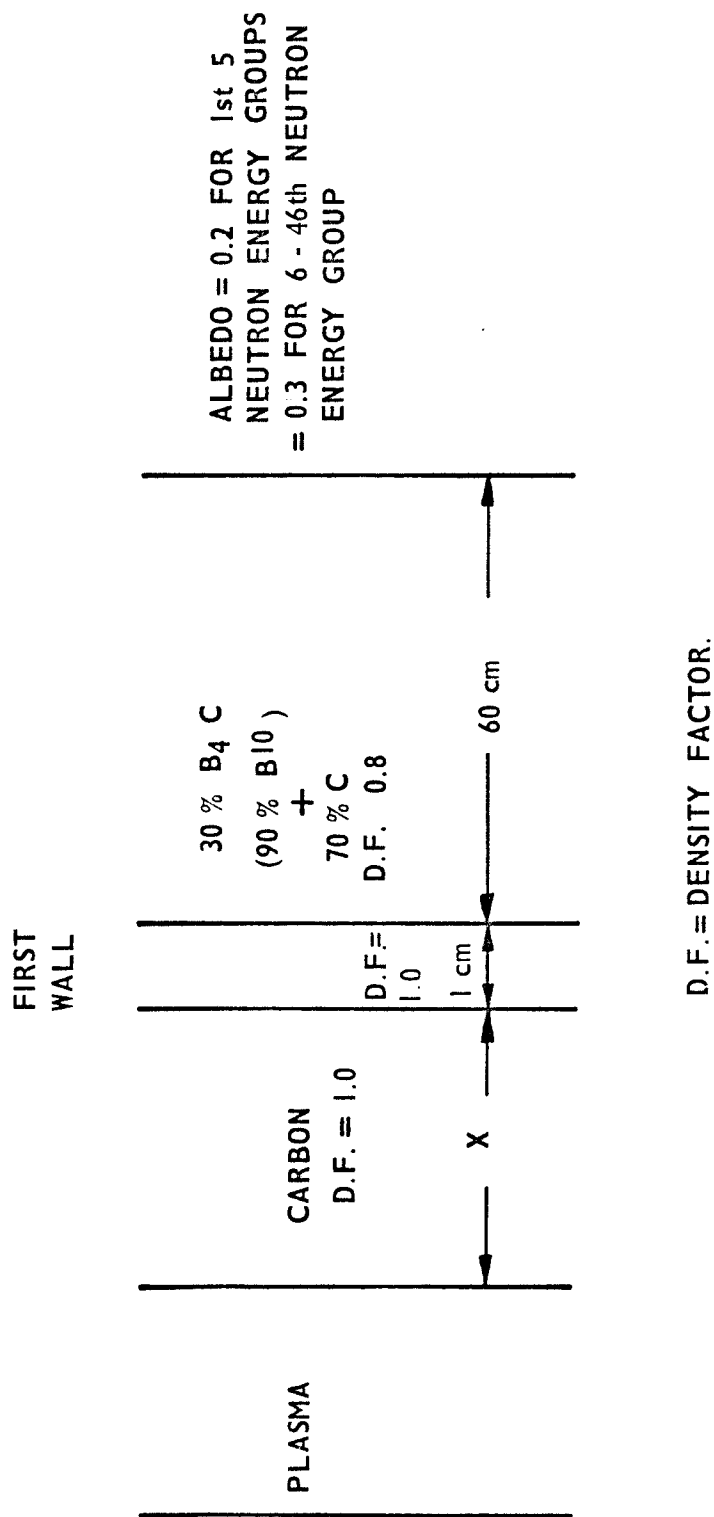 PLASMA
CARBON
D.F. = 1.0
X
FIRST
WALL
D.F.=
1.0
1 cm
30 % B4 C
(90 % B10)
+
70 % C
D.F. 0.8
60 cm
ALBEDO = 0.2 FOR 1st 5
NEUTRON ENERGY GROUPS
= 0.3 FOR 6 - 46th NEUTRON
ENERGY GROUP
D.F. = DENSITY FACTOR.